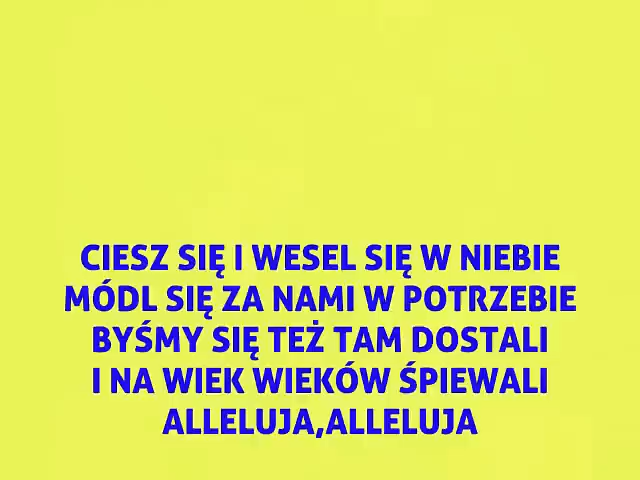 CIESZ SIĘ I WESEL SIĘ W NIEBIE
MÓDL SIĘ ZA NAMI W POTRZEBIE
BYŚMY SIĘ TEŻ TAM DOSTALI
I NA WIEK WIEKÓW ŚPIEWALI
ALLELUJA,ALLELUJA